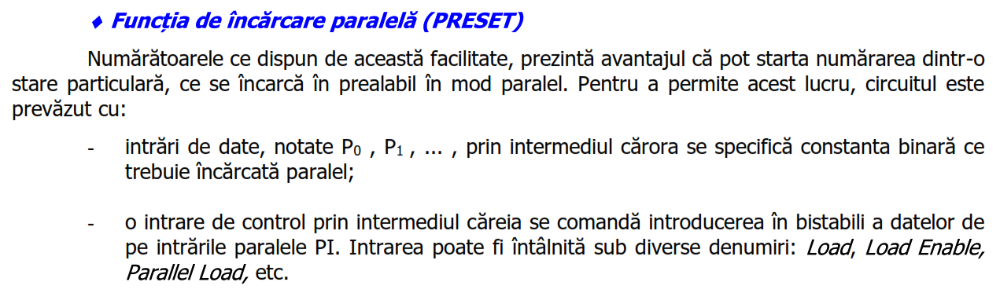 ♦ Funcția de încărcare paralelă (PRESET)
Numărătoarele ce dispun de această facilitate, prezintă avantajul că pot starta numărarea dintr-o
stare particulară, ce se încarcă în prealabil în mod paralel. Pentru a permite acest lucru, circuitul este
prevăzut cu:
- intrări de date, notate P₀ , P₁ , ... , prin intermediul cărora se specifică constanta binară ce
trebuie încărcată paralel;
- o intrare de control prin intermediul căreia se comandă introducerea în bistabili a datelor de
pe intrările paralele PI. Intrarea poate fi întâlnită sub diverse denumiri: Load, Load Enable,
Parallel Load, etc.